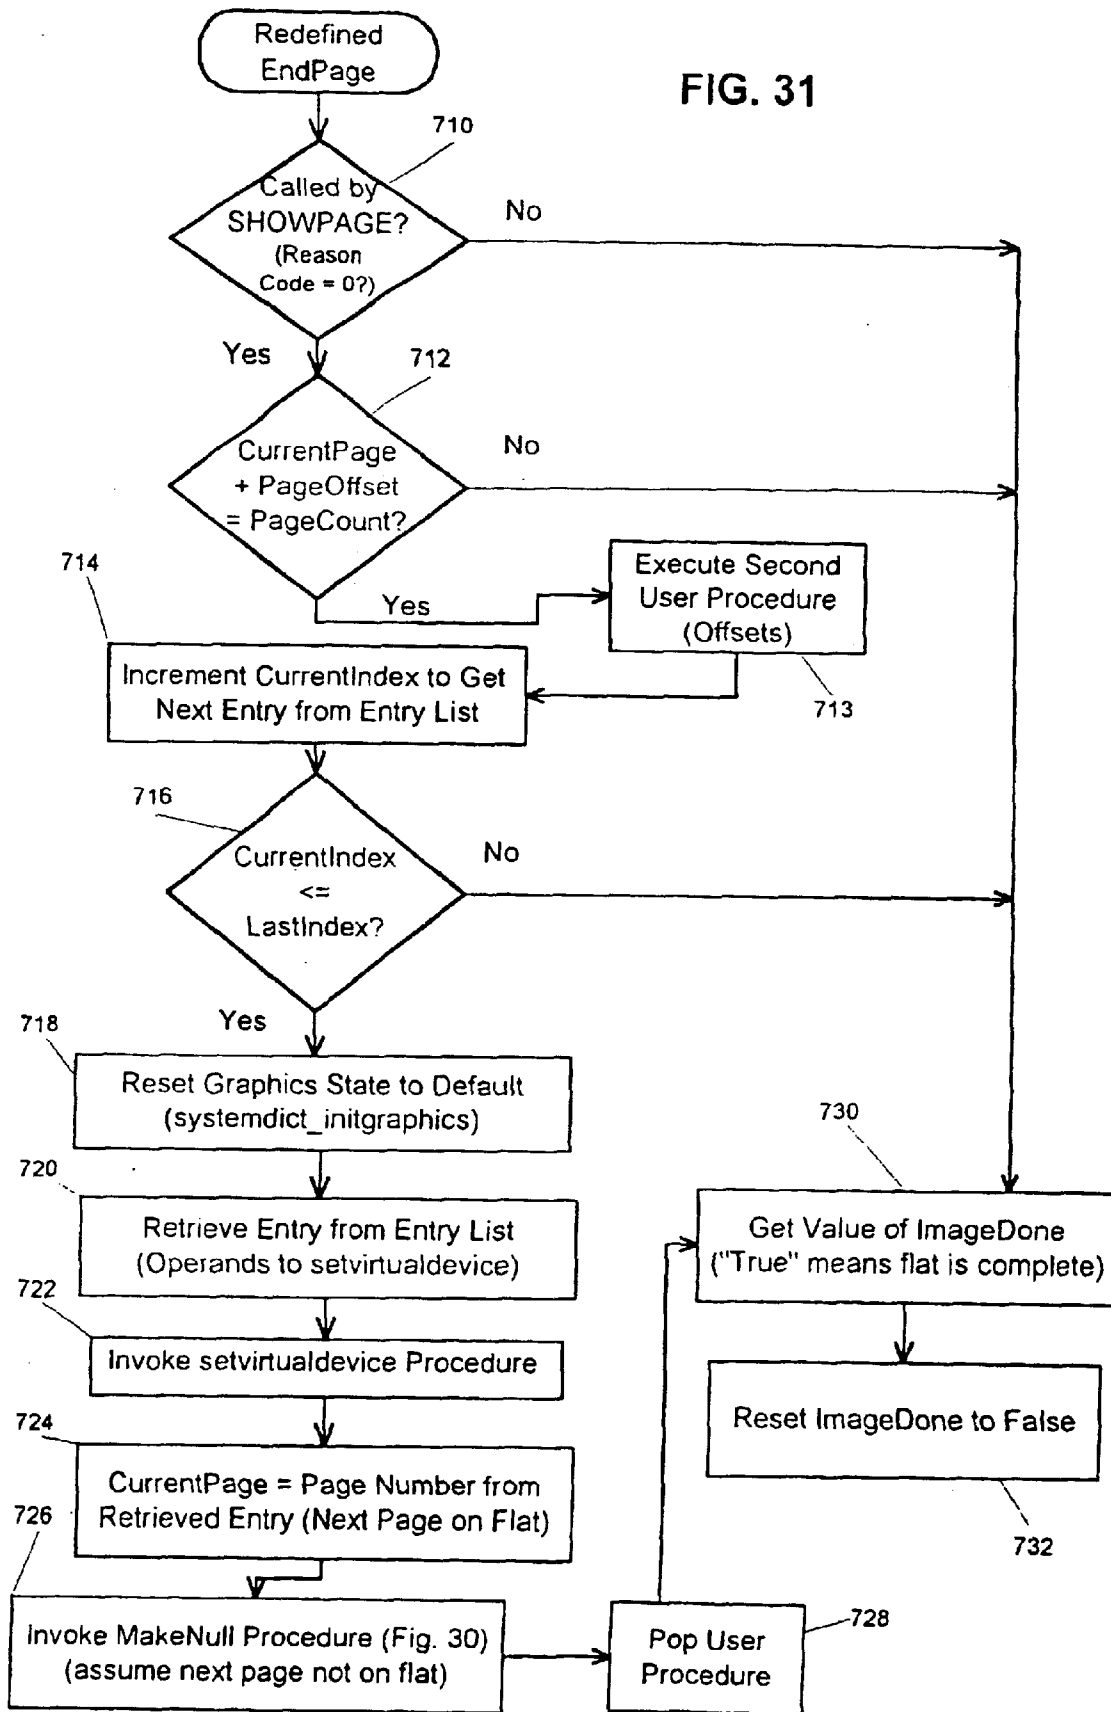 Redefined
EndPage
FIG. 31
710
Called by
SHOWPAGE?
(Reason
Code = 0?)
No
Yes
712
CurrentPage
+ PageOffset
= PageCount?
No
Yes
Execute Second
User Procedure
(Offsets)
713
714
Increment CurrentIndex to Get
Next Entry from Entry List
716
CurrentIndex
<=
LastIndex?
No
Yes
718
Reset Graphics State to Default
(systemdict_initgraphics)
720
Retrieve Entry from Entry List
(Operands to setvirtualdevice)
722
Invoke setvirtualdevice Procedure
724
CurrentPage = Page Number from
Retrieved Entry (Next Page on Flat)
726
Invoke MakeNull Procedure (Fig. 30)
(assume next page not on flat)
728
Pop User
Procedure
730
Get Value of ImageDone
("True" means flat is complete)
Reset ImageDone to False
732